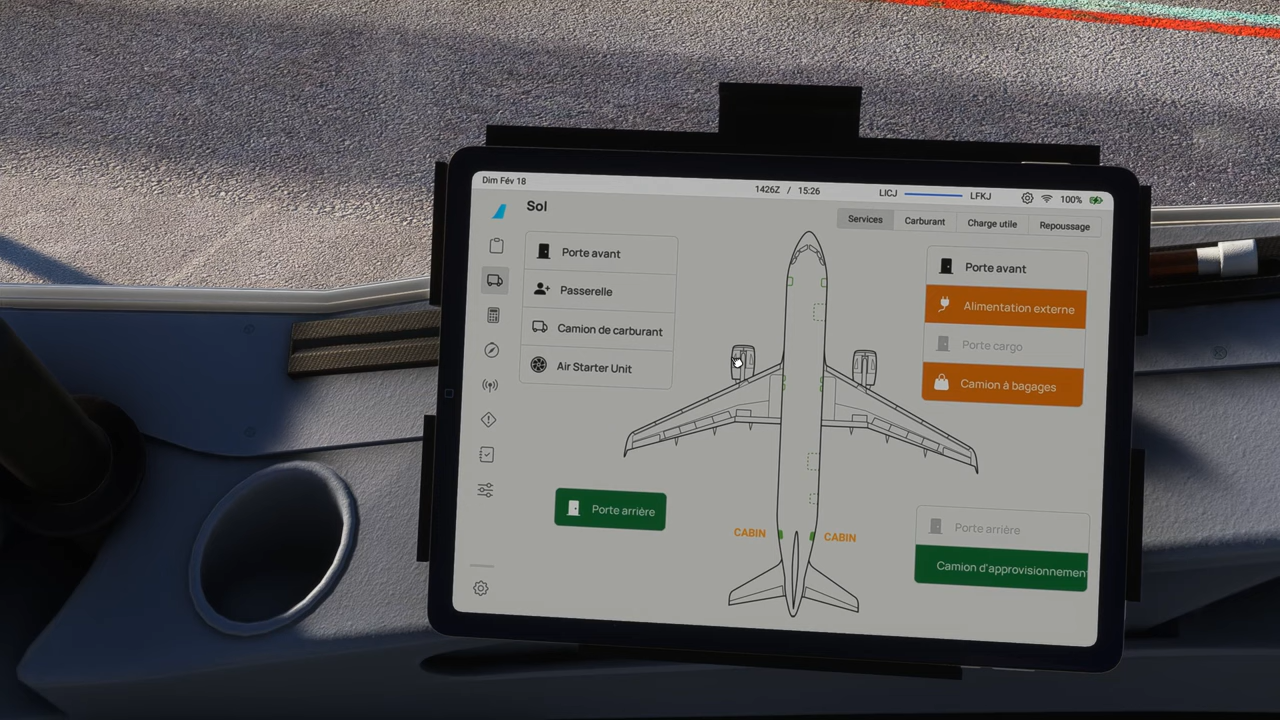 Dim Fév 18
1426Z / 15:26
LICJ
LFKJ
100%
Sol
Services
Carburant
Charge utile
Repoussage
Porte avant
Passerelle
Camion de carburant
Air Starter Unit
Porte avant
Alimentation externe
Porte cargo
Camion à bagages
Porte arrière
CABIN
CABIN
Porte arrière
Camion d'approvisionnemen